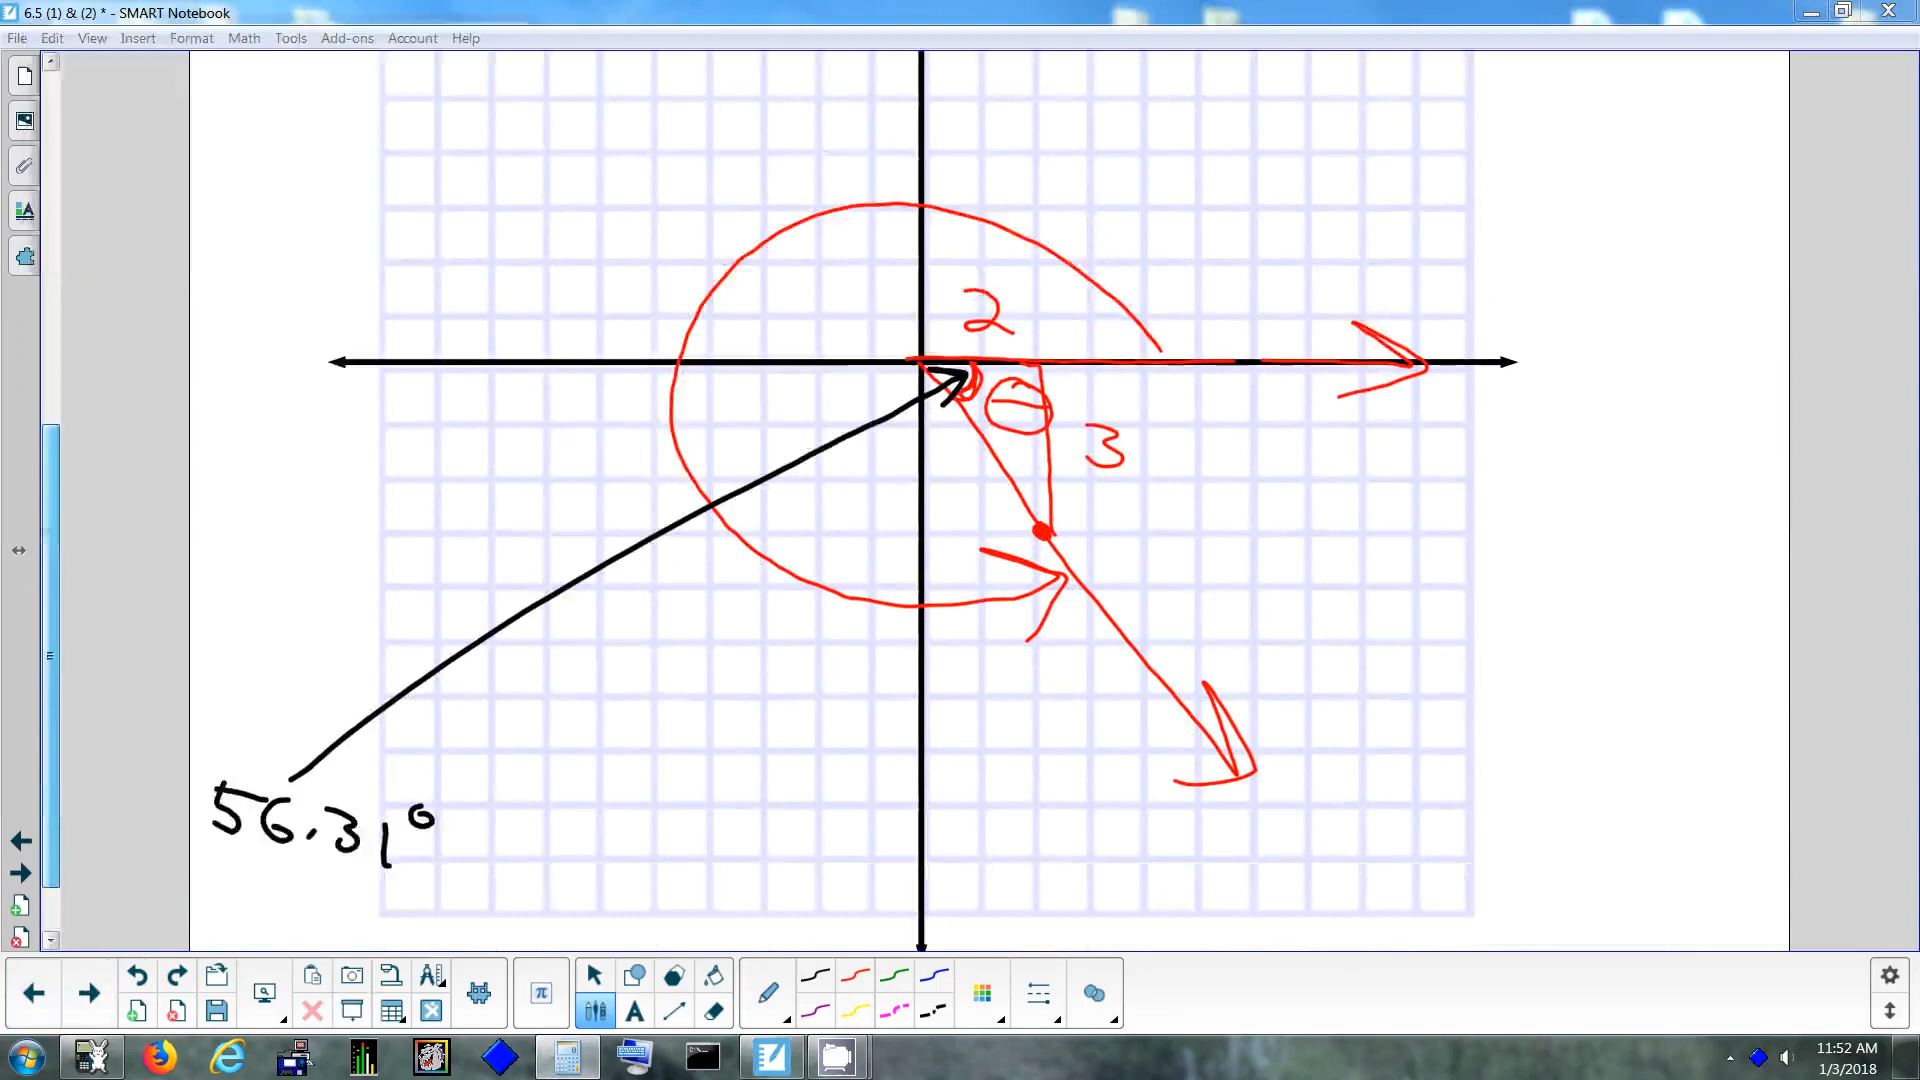 6.5 (1) & (2) * - SMART Notebook
File Edit View Insert Format Math Tools Add-ons Account Help
2
θ
3
56.31°
A
π
A
11:52 AM
1/3/2018